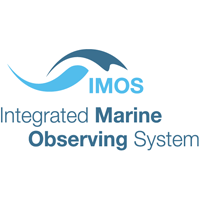 IMOS
Integrated Marine
Observing System